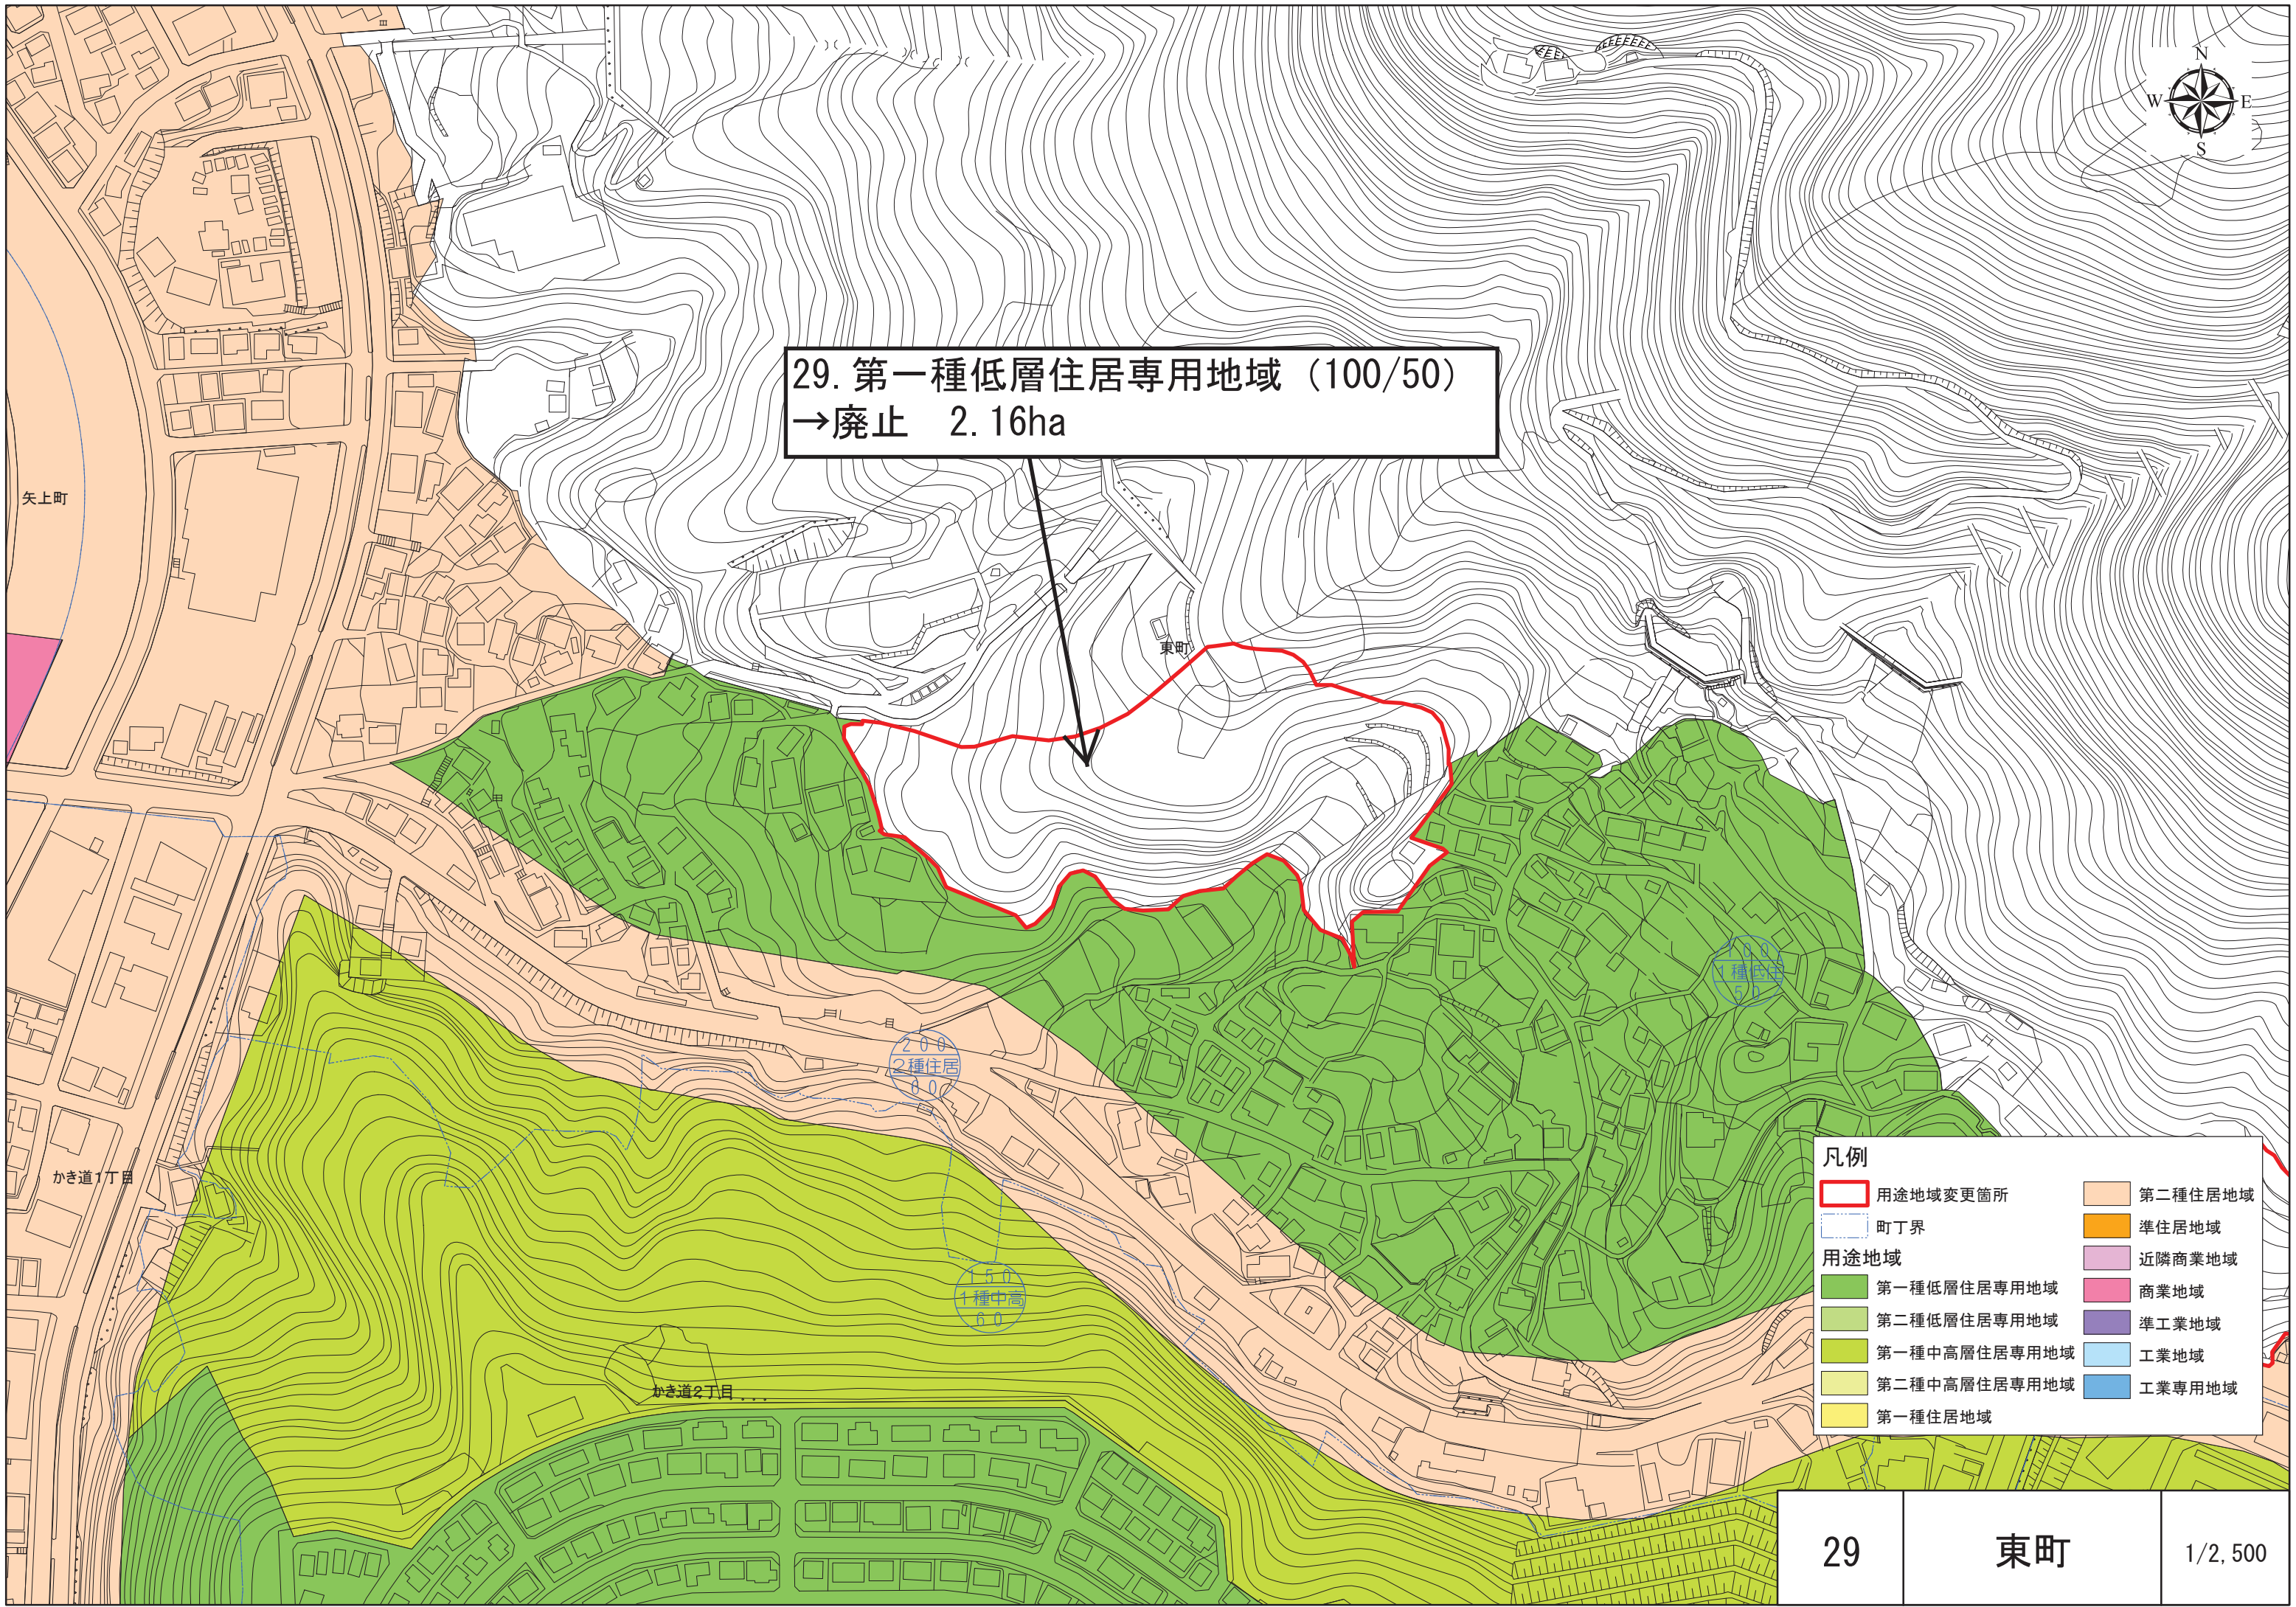 N
W E
S
29. 第一種低層住居専用地域（100/50）
→廃止　2.16ha
矢上町
東町
100
1種低住
50
200
2種住居
60
かき道1丁目
150
1種中高
60
かき道2丁目
凡例
用途地域変更箇所
町丁界
用途地域
第一種低層住居専用地域
第二種低層住居専用地域
第一種中高層住居専用地域
第二種中高層住居専用地域
第一種住居地域
第二種住居地域
準住居地域
近隣商業地域
商業地域
準工業地域
工業地域
工業専用地域
29
東町
1/2,500